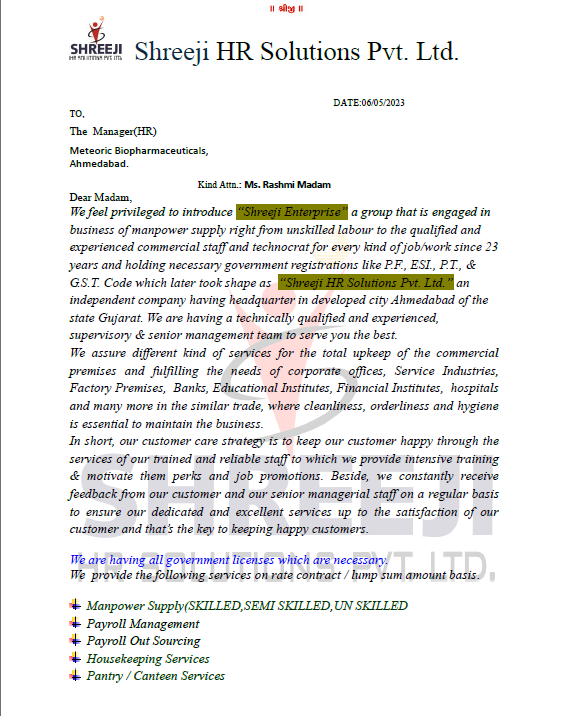 ॥ श्रीजी ॥
SHREEJI
HR SOLUTIONS PVT. LTD.
Shreeji HR Solutions Pvt. Ltd.
DATE:06/05/2023
TO,
The Manager(HR)
Meteoric Biopharmaceuticals,
Ahmedabad.
Kind Attn.: Ms. Rashmi Madam
Dear Madam,
We feel privileged to introduce “Shreeji Enterprise” a group that is engaged in
business of manpower supply right from unskilled labour to the qualified and
experienced commercial staff and technocrat for every kind of job/work since 23
years and holding necessary government registrations like P.F., ESI., P.T., &
G.S.T. Code which later took shape as “Shreeji HR Solutions Pvt. Ltd.” an
independent company having headquarter in developed city Ahmedabad of the
state Gujarat. We are having a technically qualified and experienced,
supervisory & senior management team to serve you the best.
We assure different kind of services for the total upkeep of the commercial
premises and fulfilling the needs of corporate offices, Service Industries,
Factory Premises, Banks, Educational Institutes, Financial Institutes, hospitals
and many more in the similar trade, where cleanliness, orderliness and hygiene
is essential to maintain the business.
In short, our customer care strategy is to keep our customer happy through the
services of our trained and reliable staff to which we provide intensive training
& motivate them perks and job promotions. Beside, we constantly receive
feedback from our customer and our senior managerial staff on a regular basis
to ensure our dedicated and excellent services up to the satisfaction of our
customer and that's the key to keeping happy customers.
SHREEJI
HR SOLUTIONS PVT. LTD.
We are having all government licenses which are necessary.
We provide the following services on rate contract / lump sum amount basis.
Manpower Supply(SKILLED,SEMI SKILLED,UN SKILLED
Payroll Management
Payroll Out Sourcing
Housekeeping Services
Pantry / Canteen Services